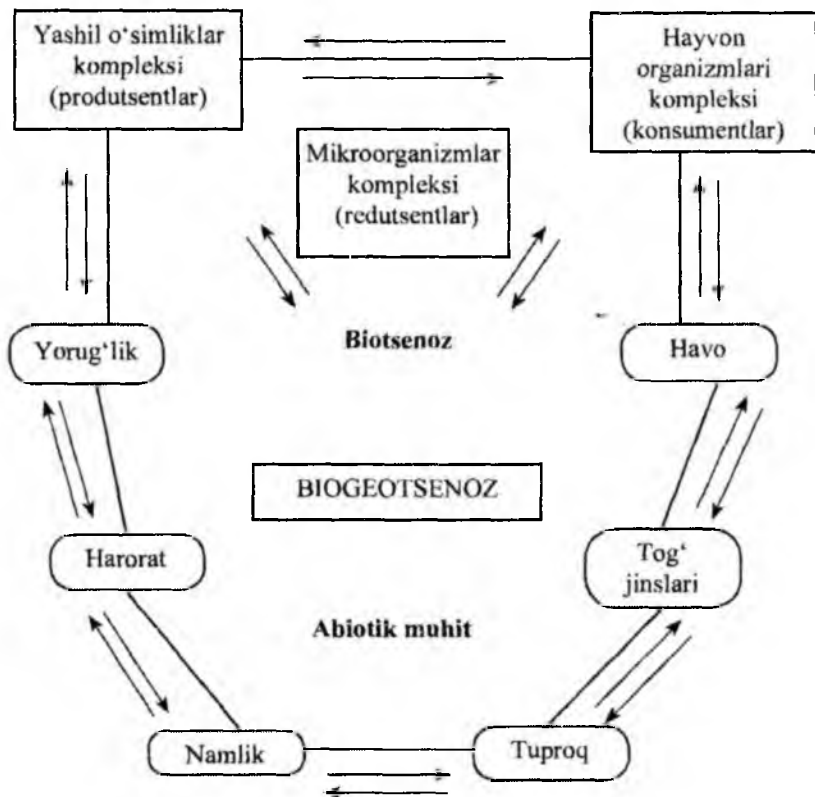 Yashil o‘simliklar
kompleksi
(produtsentlar)
Hayvon
organizmlari
kompleksi
(konsumentlar)
Mikroorganizmlar
kompleksi
(redutsentlar)
Yorug‘lik
Biotsenoz
Havo
BIOGEOTSENOZ
Harorat
Tog‘
jinslari
Abiotik muhit
Namlik
Tuproq